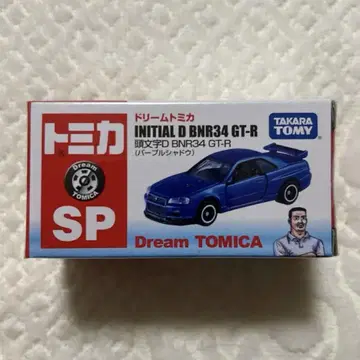 トミカ
Dream
TOMICA
SP
ドリームトミカ
INITIAL D BNR34 GT-R
頭文字D BNR34 GT-R
(パープルシャドウ)
TAKARA
TOMY
Dream TOMICA